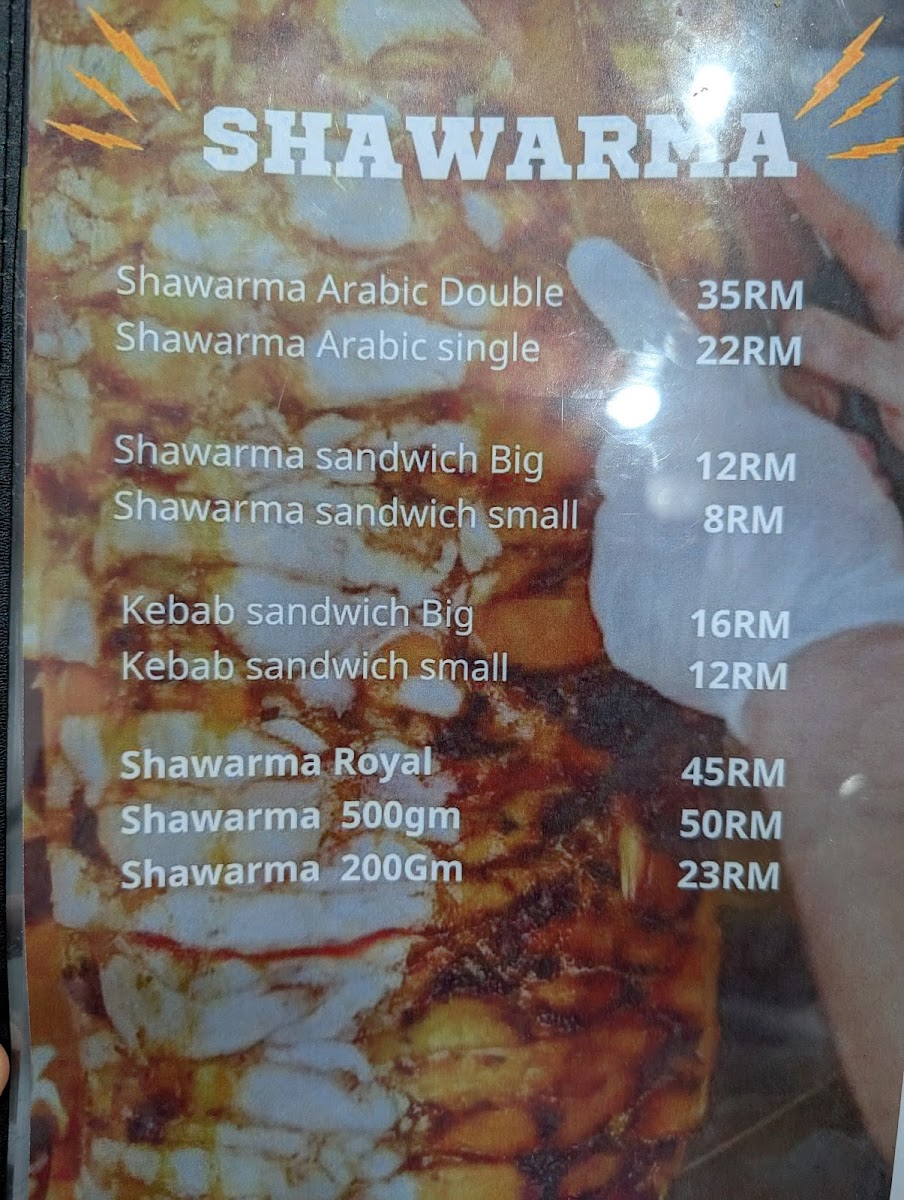 SHAWARMA
Shawarma Arabic Double 35RM
Shawarma Arabic single 22RM
Shawarma sandwich Big 12RM
Shawarma sandwich small 8RM
Kebab sandwich Big 16RM
Kebab sandwich small 12RM
Shawarma Royal 45RM
Shawarma 500gm 50RM
Shawarma 200Gm 23RM